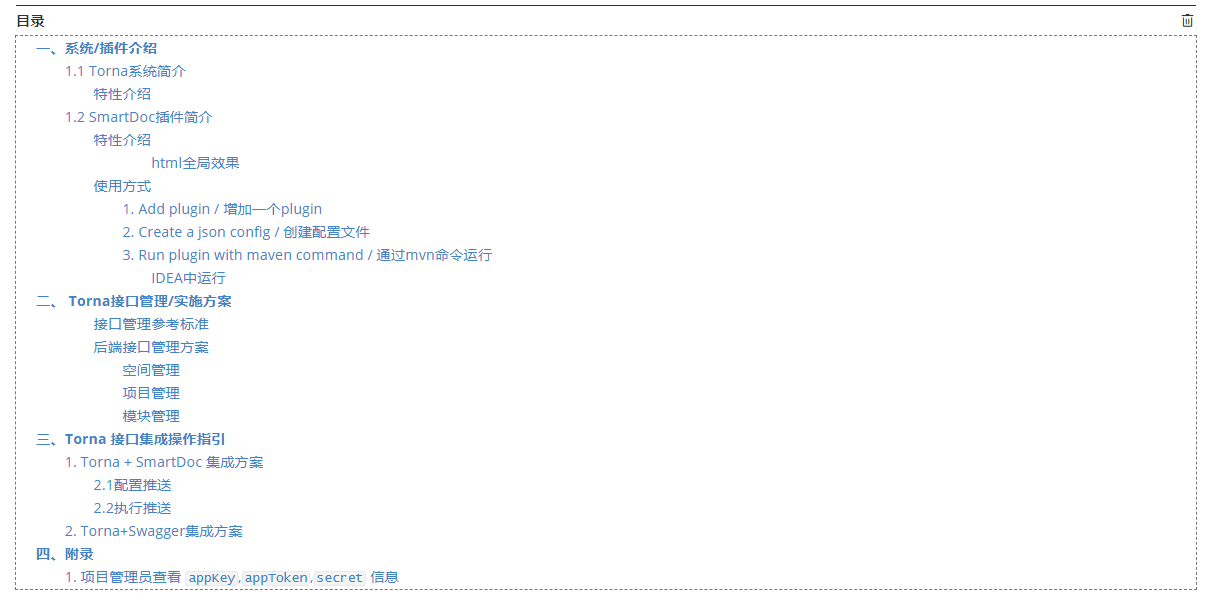 目录
一、系统/插件介绍
1.1 Torna系统简介
特性介绍
1.2 SmartDoc插件简介
特性介绍
html全局效果
使用方式
1. Add plugin / 增加一个plugin
2. Create a json config / 创建配置文件
3. Run plugin with maven command / 通过mvn命令运行
IDEA中运行
二、 Torna接口管理/实施方案
接口管理参考标准
后端接口管理方案
空间管理
项目管理
模块管理
三、Torna 接口集成操作指引
1. Torna + SmartDoc 集成方案
2.1配置推送
2.2执行推送
2. Torna+Swagger集成方案
四、附录
1. 项目管理员查看 appKey,appToken,secret 信息